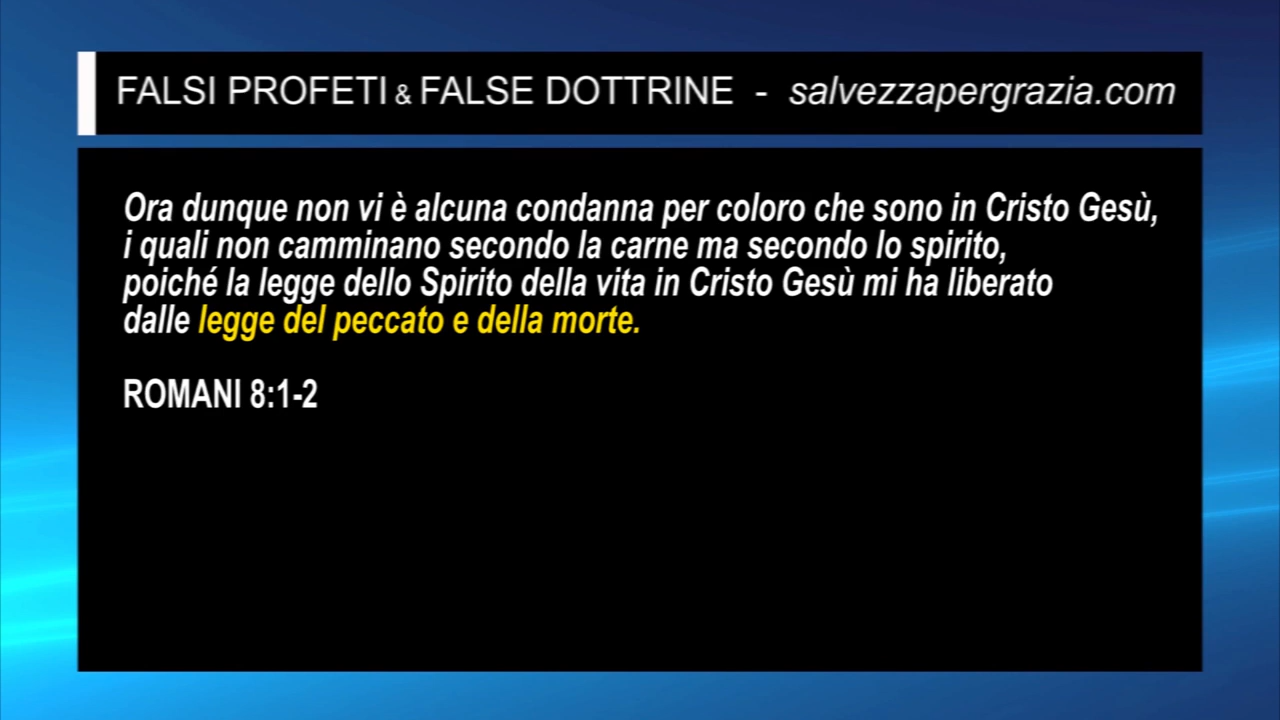 FALSI PROFETI & FALSE DOTTRINE - salvezzapergrazia.com
Ora dunque non vi è alcuna condanna per coloro che sono in Cristo Gesù,
i quali non camminano secondo la carne ma secondo lo spirito,
poiché la legge dello Spirito della vita in Cristo Gesù mi ha liberato
dalle legge del peccato e della morte.
ROMANI 8:1-2